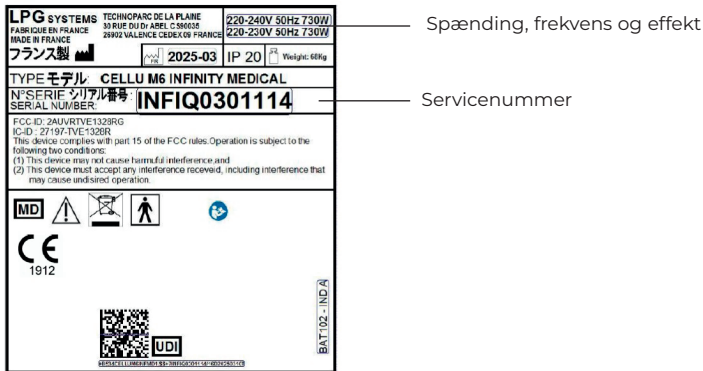 LPG SYSTEMS
FABRIQUE EN FRANCE
MADE IN FRANCE
フランス製
TECHNOPARC DE LA PLAINE
30 RUE DU Dr ABEL CS90035
26902 VALENCE CEDEX 09 FRANCE
220-240V 50Hz 730W
220-230V 50Hz 730W
Spænding, frekvens og effekt
FR
2025-03
IP 20
Weight: 68Kg
TYPE モデル: CELLU M6 INFINITY MEDICAL
N°SERIE シリアル番号:
SERIAL NUMBER:
INFIQ0301114
Servicenummer
FCC-ID: 2AUVRTVE1328RG
IC-ID : 27197-TVE1328R
This device complies with part 15 of the FCC rules.Operation is subject to the
following two conditions:
(1) This device may not cause harmful interference,and
(2) This device must accept any interference receveid, including interference that
may cause undisired operation.
MD
CE
1912
BAT102 - IND A
UDI